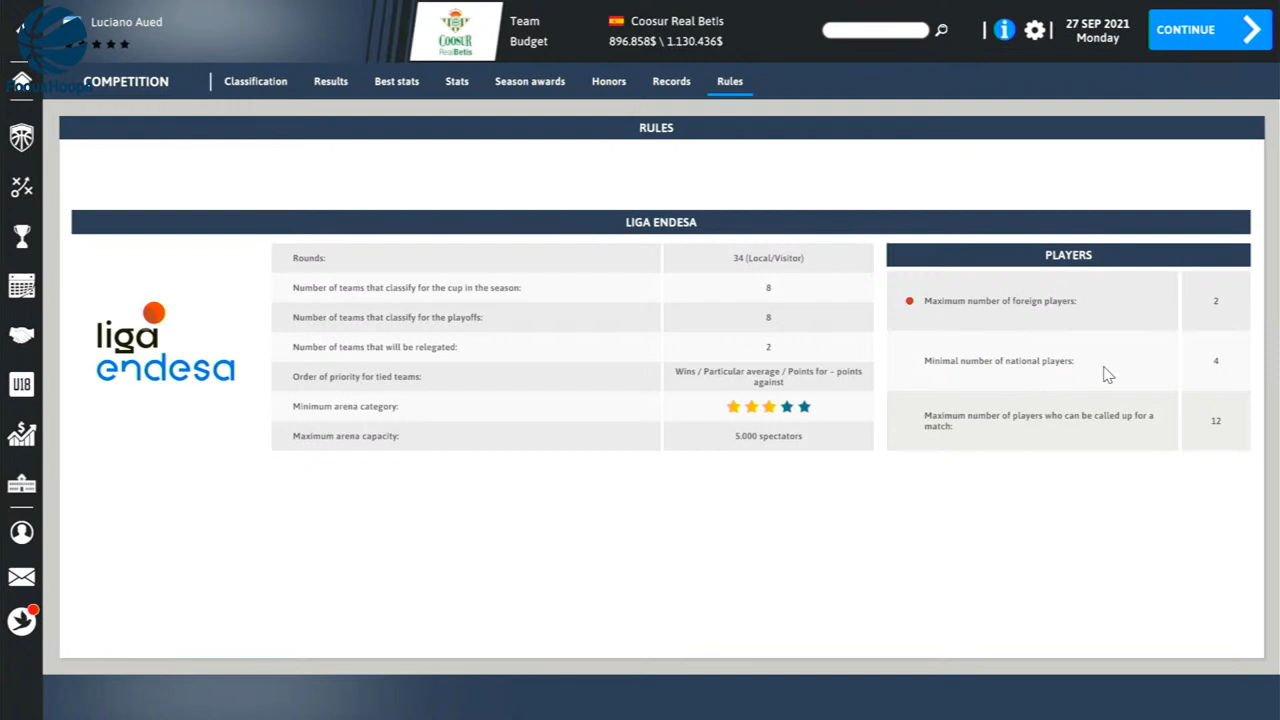 Luciano Aued
COOSUR
RealBetis
Team
Budget
Coosur Real Betis
896.858$ \ 1.130.436$
27 SEP 2021
Monday
CONTINUE
FocusHoops
COMPETITION
Classification
Results
Best stats
Stats
Season awards
Honors
Records
Rules
RULES
LIGA ENDESA
liga
endesa
Rounds:
34 (Local/Visitor)
Number of teams that classify for the cup in the season:
8
Number of teams that classify for the playoffs:
8
Number of teams that will be relegated:
2
Order of priority for tied teams:
Wins / Particular average / Points for - points
against
Minimum arena category:
Maximum arena capacity:
5.000 spectators
PLAYERS
Maximum number of foreign players:
2
Minimal number of national players:
4
Maximum number of players who can be called up for a
match:
12
U18